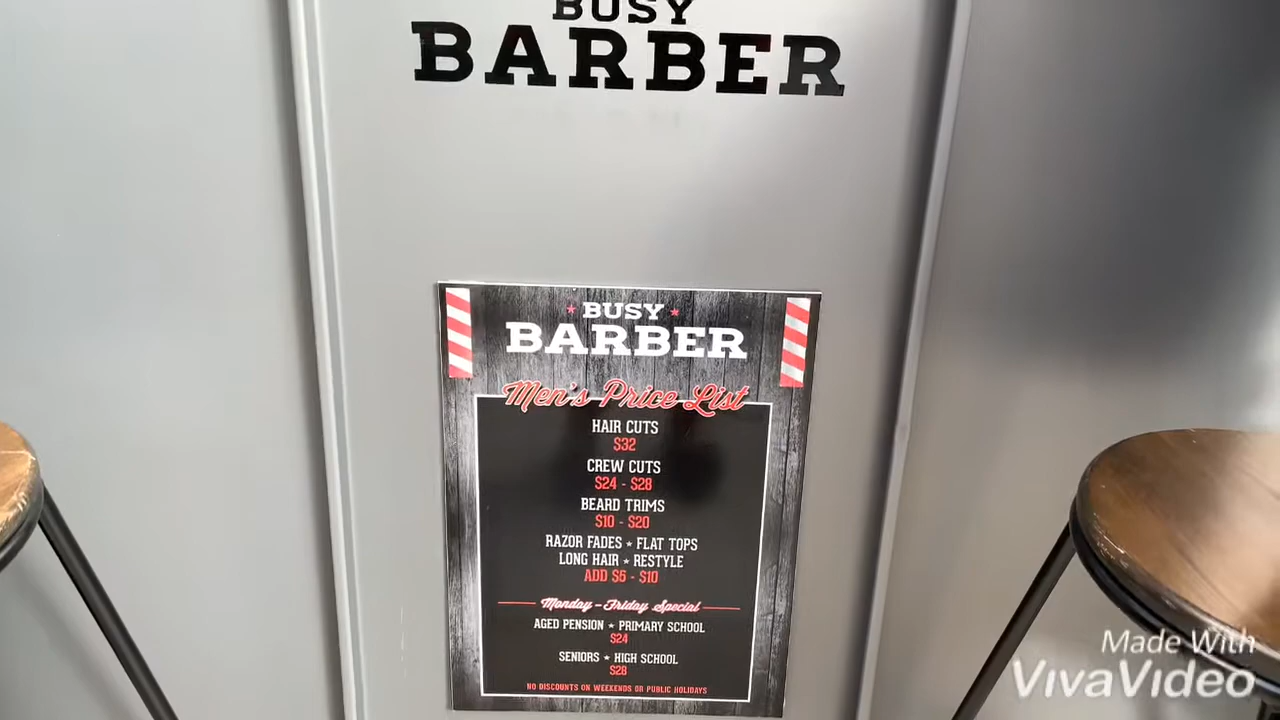 BUSY
BARBER
BUSY
BARBER
Men's Price List
HAIR CUTS
$32
CREW CUTS
$24 - $28
BEARD TRIMS
$10 - $20
RAZOR FADES ★ FLAT TOPS
LONG HAIR ★ RESTYLE
ADD $5 - $10
Monday - Friday Special
AGED PENSION ★ PRIMARY SCHOOL
$24
SENIORS ★ HIGH SCHOOL
$28
NO DISCOUNTS ON WEEKENDS OR PUBLIC HOLIDAYS
Made With
VivaVideo